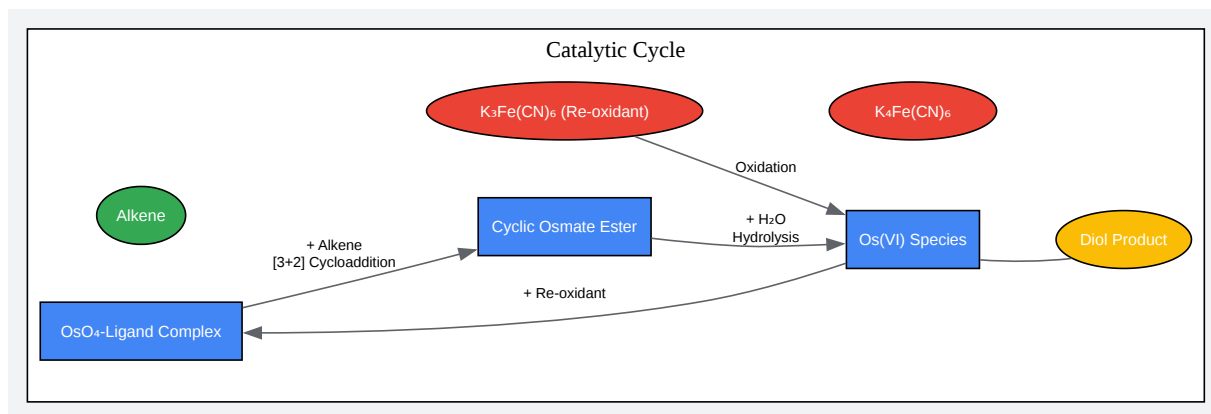 Catalytic Cycle
K₃Fe(CN)₆ (Re-oxidant)
K₄Fe(CN)₆
Oxidation
Alkene
Cyclic Osmate Ester
+ H₂O
Hydrolysis
Os(VI) Species
Diol Product
+ Alkene
[3+2] Cycloaddition
+ Re-oxidant
OsO₄-Ligand Complex